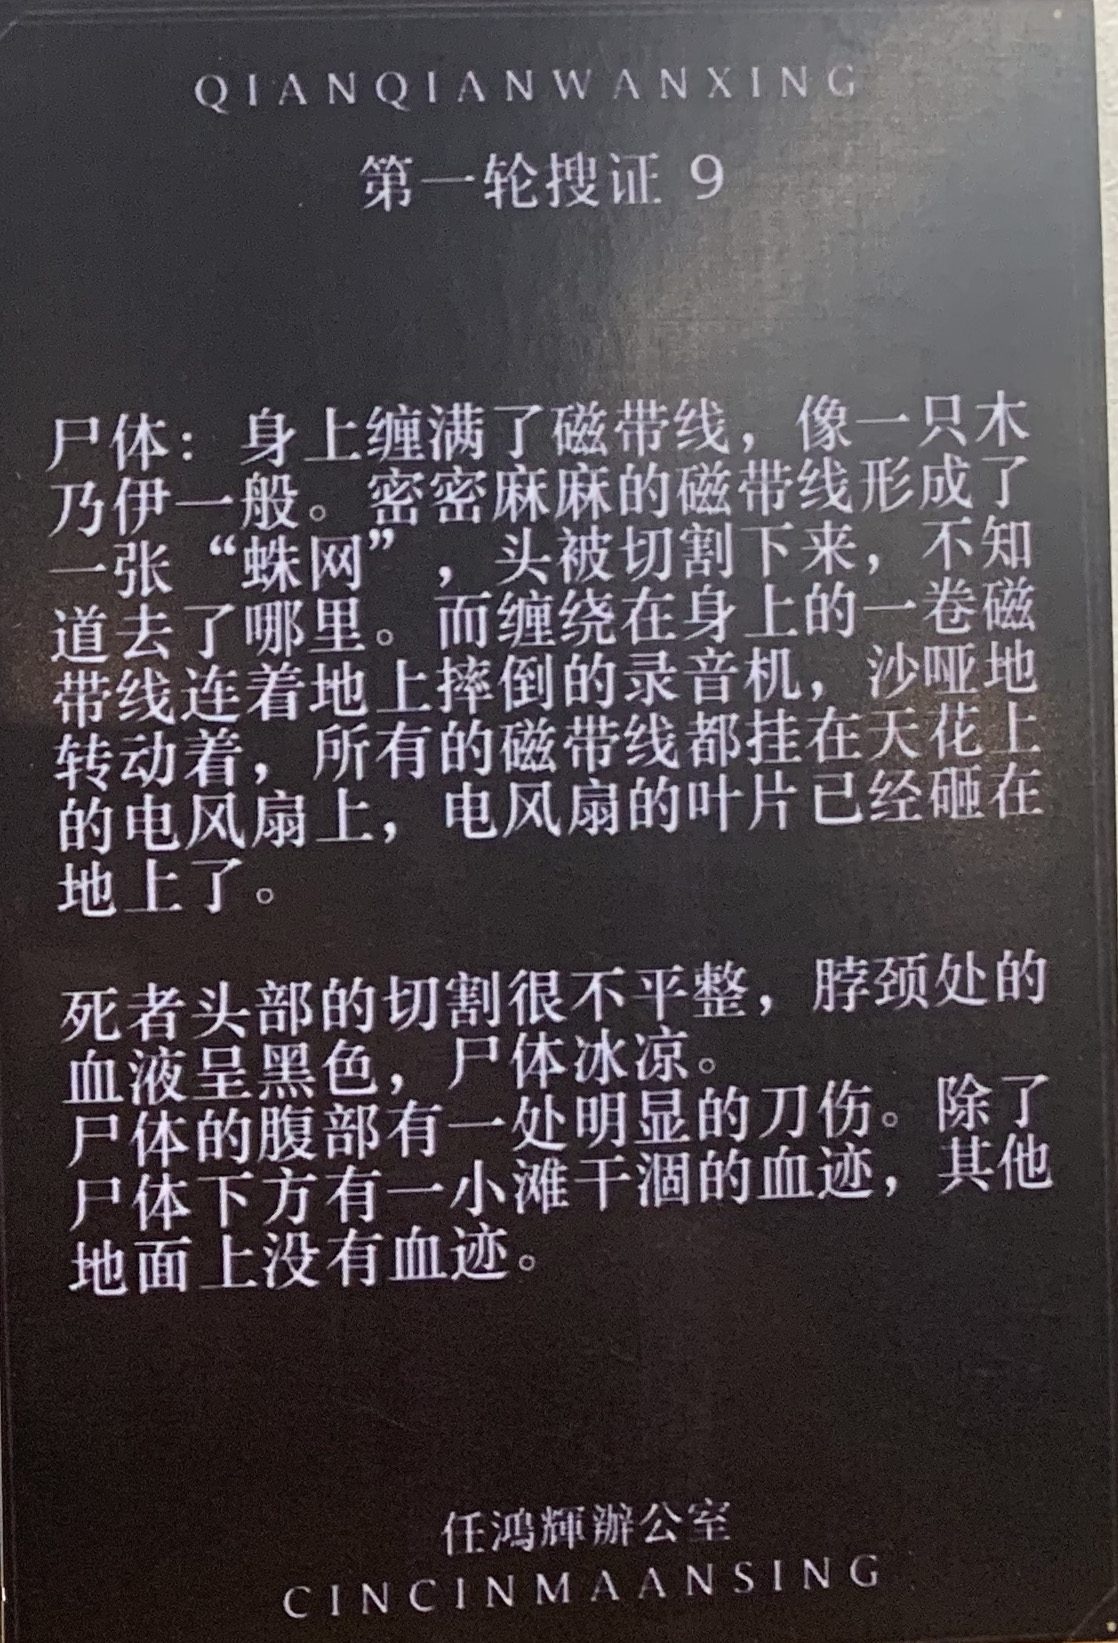 QIANQIANWANXING
第一轮搜证 9
尸体：身上缠满了磁带线，像一只木
乃伊一般。密密麻麻的磁带线形成了
一张“蛛网”，头被切割下来，不知
道去了哪里。而缠绕在身上的一卷磁
带线连着地上摔倒的录音机，沙哑地
转动着，所有的磁带线都挂在天花上
的电风扇上，电风扇的叶片已经砸在
地上了。
死者头部的切割很不平整，脖颈处的
血液呈黑色，尸体冰凉。
尸体的腹部有一处明显的刀伤。除了
尸体下方有一小滩干涸的血迹，其他
地面上没有血迹。
任鴻輝辦公室
CINCINMAANSING